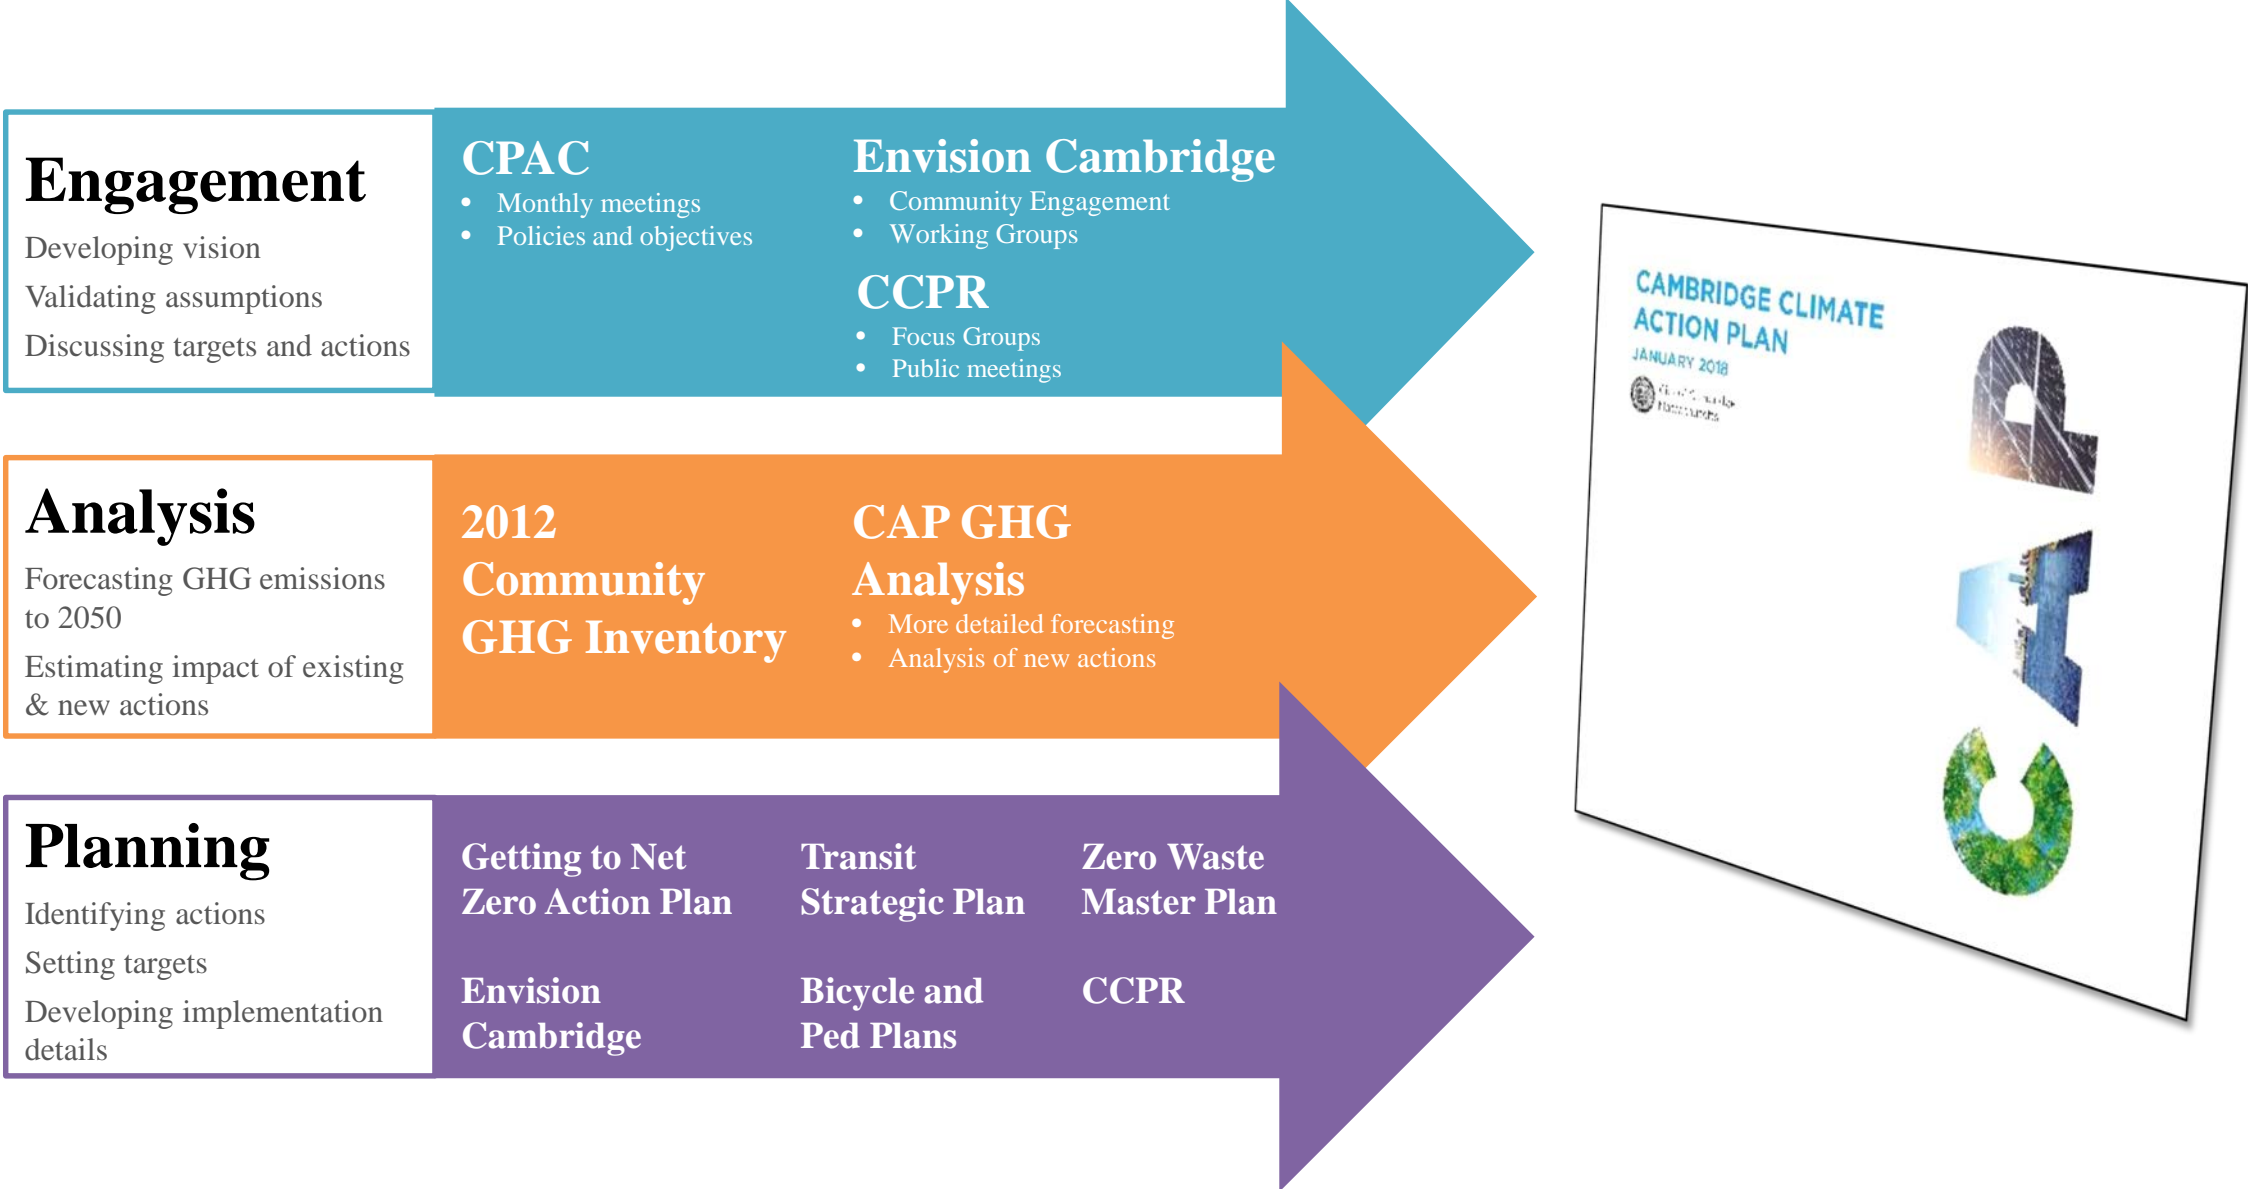 Engagement
Developing vision
Validating assumptions
Discussing targets and actions
CPAC
• Monthly meetings
• Policies and objectives
Envision Cambridge
• Community Engagement
• Working Groups
CCPR
• Focus Groups
• Public meetings
Analysis
Forecasting GHG emissions
to 2050
Estimating impact of existing
& new actions
2012
Community
GHG Inventory
CAP GHG
Analysis
• More detailed forecasting
• Analysis of new actions
Planning
Identifying actions
Setting targets
Developing implementation
details
Getting to Net
Zero Action Plan
Transit
Strategic Plan
Zero Waste
Master Plan
Envision
Cambridge
Bicycle and
Ped Plans
CCPR
CAMBRIDGE CLIMATE
ACTION PLAN
JANUARY 2018
CAP